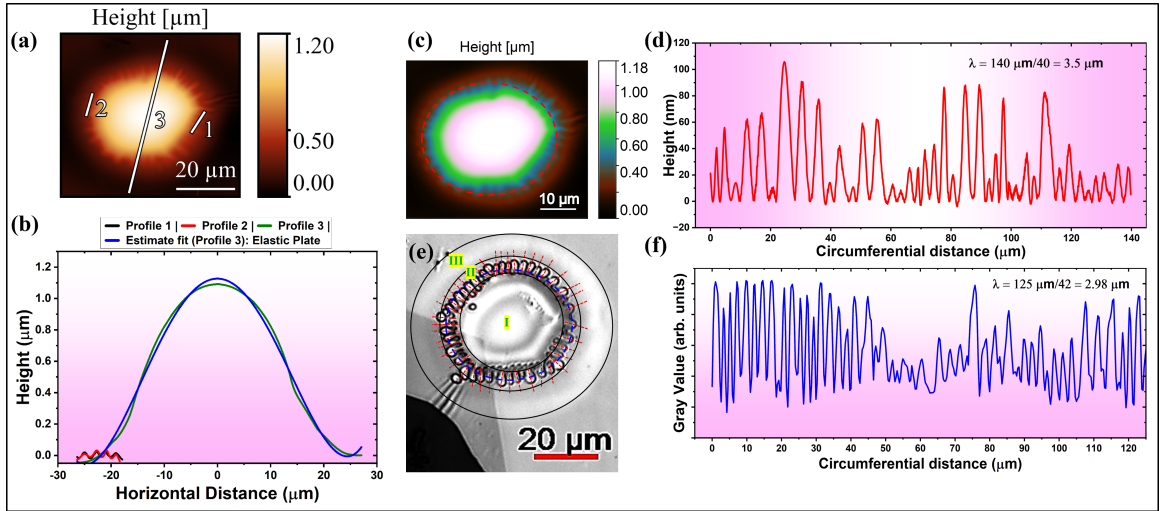 (a)
Height [µm]
1.20
0.50
0.00
2
3
1
20 µm
(b)
Profile 1 | Profile 2 | Profile 3 |
Estimate fit (Profile 3): Elastic Plate
Height (µm)
1.2
1.0
0.8
0.6
0.4
0.2
0.0
-30 -20 -10 0 10 20 30
Horizontal Distance (µm)
(c)
Height [µm]
1.18
1.00
0.80
0.60
0.40
0.00
10 µm
(d)
λ = 140 µm/40 = 3.5 µm
Height (nm)
120
100
80
60
40
20
0
−20
0 20 40 60 80 100 120 140
Circumferential distance (µm)
(e)
III
II
I
20 µm
(f)
λ = 125 µm/42 = 2.98 µm
Gray Value (arb. units)
0 10 20 30 40 50 60 70 80 90 100 110 120
Circumferential distance (µm)